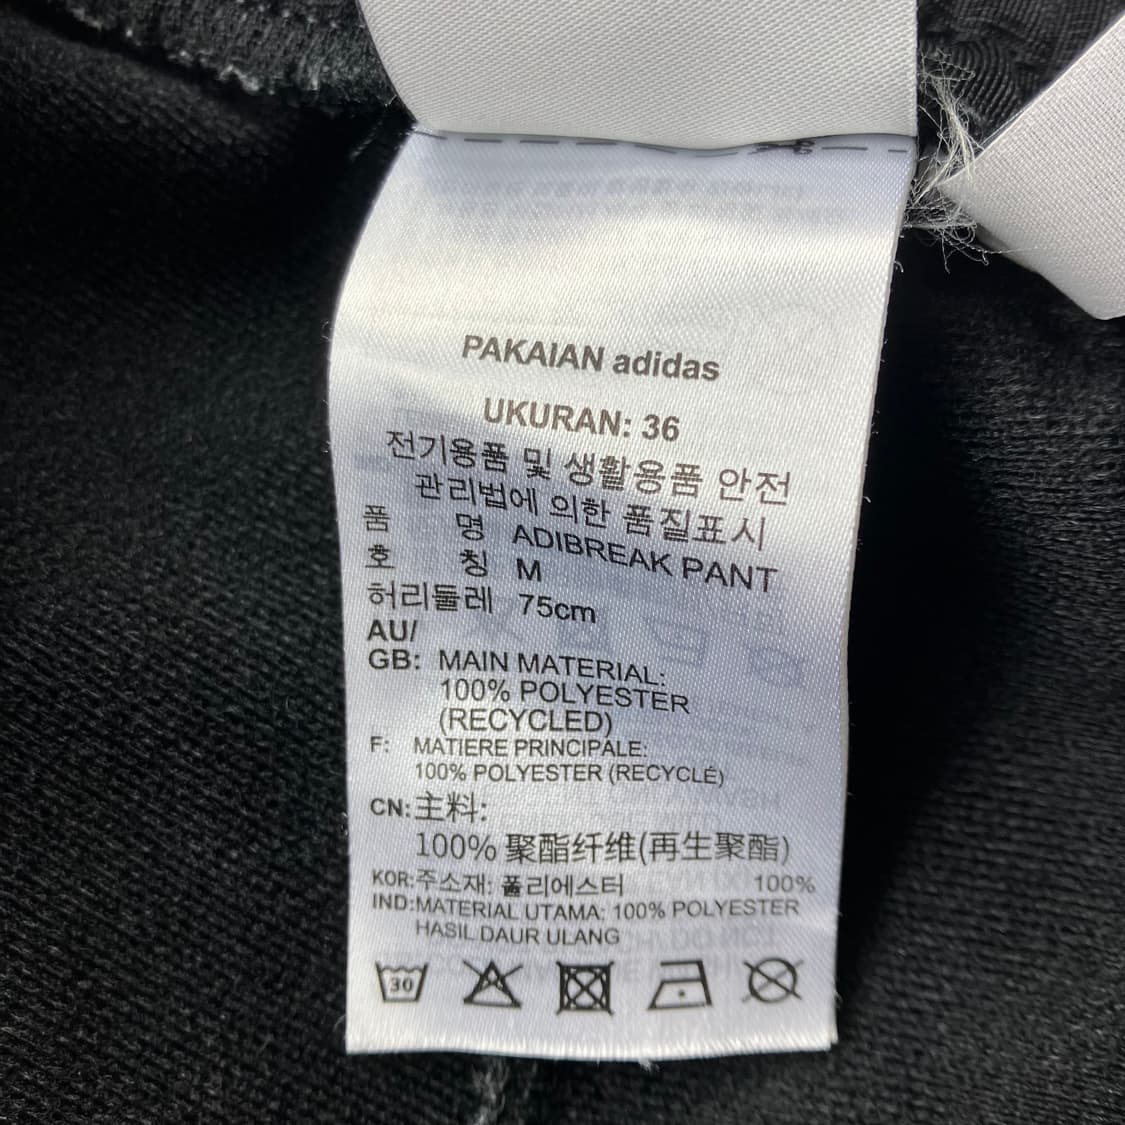 PAKAIAN adidas
UKURAN: 36
전기용품 및 생활용품 안전
관리법에 의한 품질표시
품 명 ADIBREAK PANT
호 칭 M
허리둘레 75cm
AU/
GB: MAIN MATERIAL:
100% POLYESTER
(RECYCLED)
F: MATIERE PRINCIPALE:
100% POLYESTER (RECYCLÉ)
CN:主料:
100% 聚酯纤维(再生聚酯)
KOR:주소재: 폴리에스터 100%
IND:MATERIAL UTAMA: 100% POLYESTER
HASIL DAUR ULANG
30